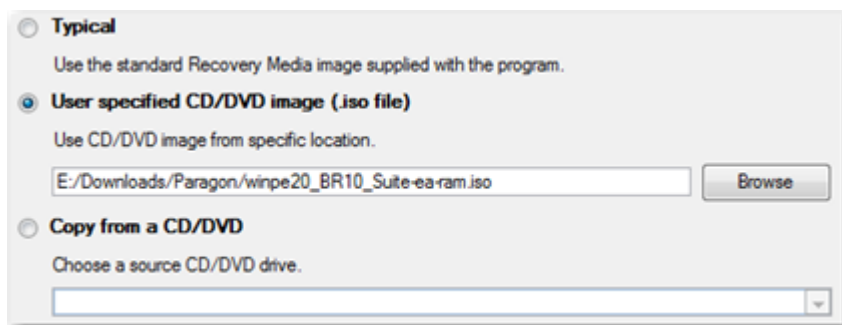 Typical
Use the standard Recovery Media image supplied with the program.
User specified CD/DVD image (.iso file)
Use CD/DVD image from specific location.
E:/Downloads/Paragon/winpe20_BR10_Suite-ea-ram.iso
Browse
Copy from a CD/DVD
Choose a source CD/DVD drive.